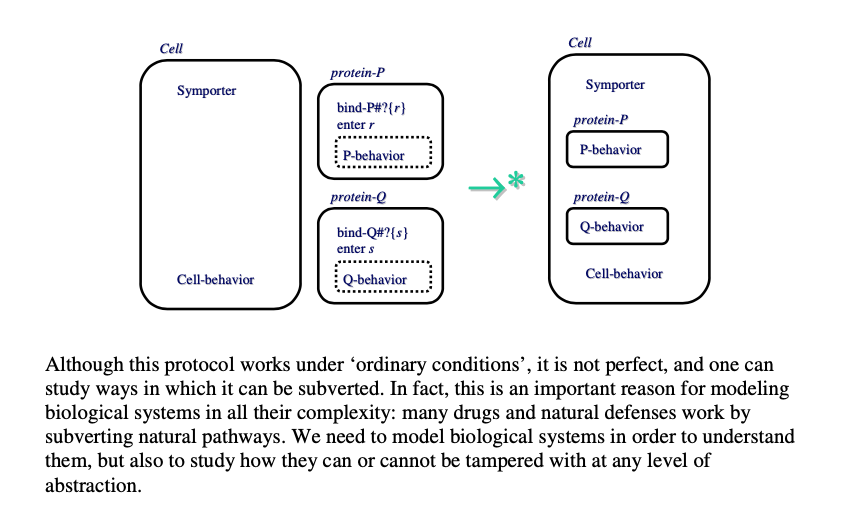 Cell
Symporter
Cell-behavior
protein-P
bind-P#?{r}
enter r
P-behavior
protein-Q
bind-Q#?{s}
enter s
Q-behavior
→*
Cell
Symporter
protein-P
P-behavior
protein-Q
Q-behavior
Cell-behavior
Although this protocol works under ‘ordinary conditions’, it is not perfect, and one can
study ways in which it can be subverted. In fact, this is an important reason for modeling
biological systems in all their complexity: many drugs and natural defenses work by
subverting natural pathways. We need to model biological systems in order to understand
them, but also to study how they can or cannot be tampered with at any level of
abstraction.